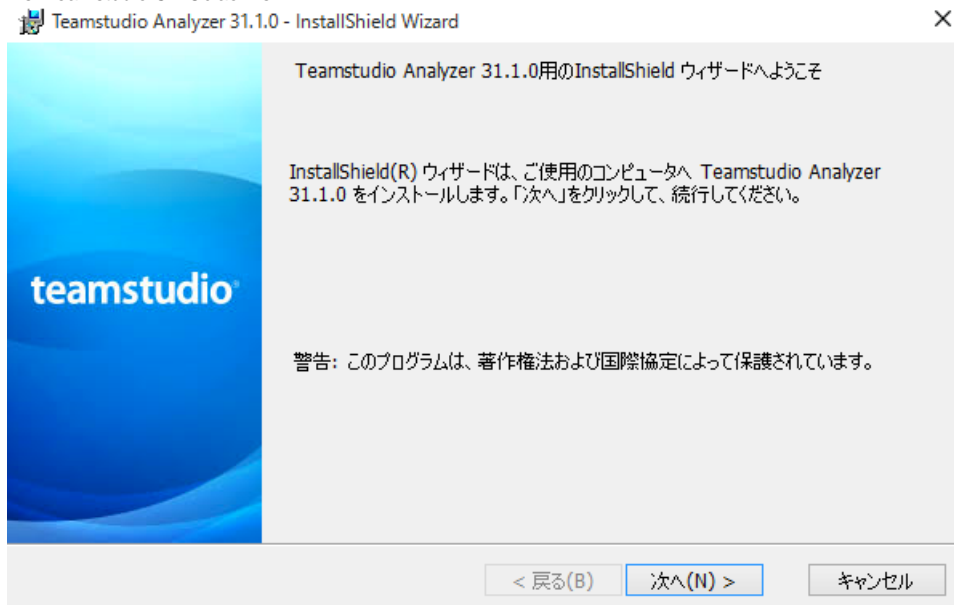 Teamstudio Analyzer 31.1.0 - InstallShield Wizard
Teamstudio Analyzer 31.1.0用のInstallShield ウィザードへようこそ
InstallShield(R) ウィザードは、ご使用のコンピュータへ Teamstudio Analyzer
31.1.0 をインストールします。「次へ」をクリックして、続行してください。
teamstudio®
警告: このプログラムは、著作権法および国際協定によって保護されています。
< 戻る(B)
次へ(N) >
キャンセル